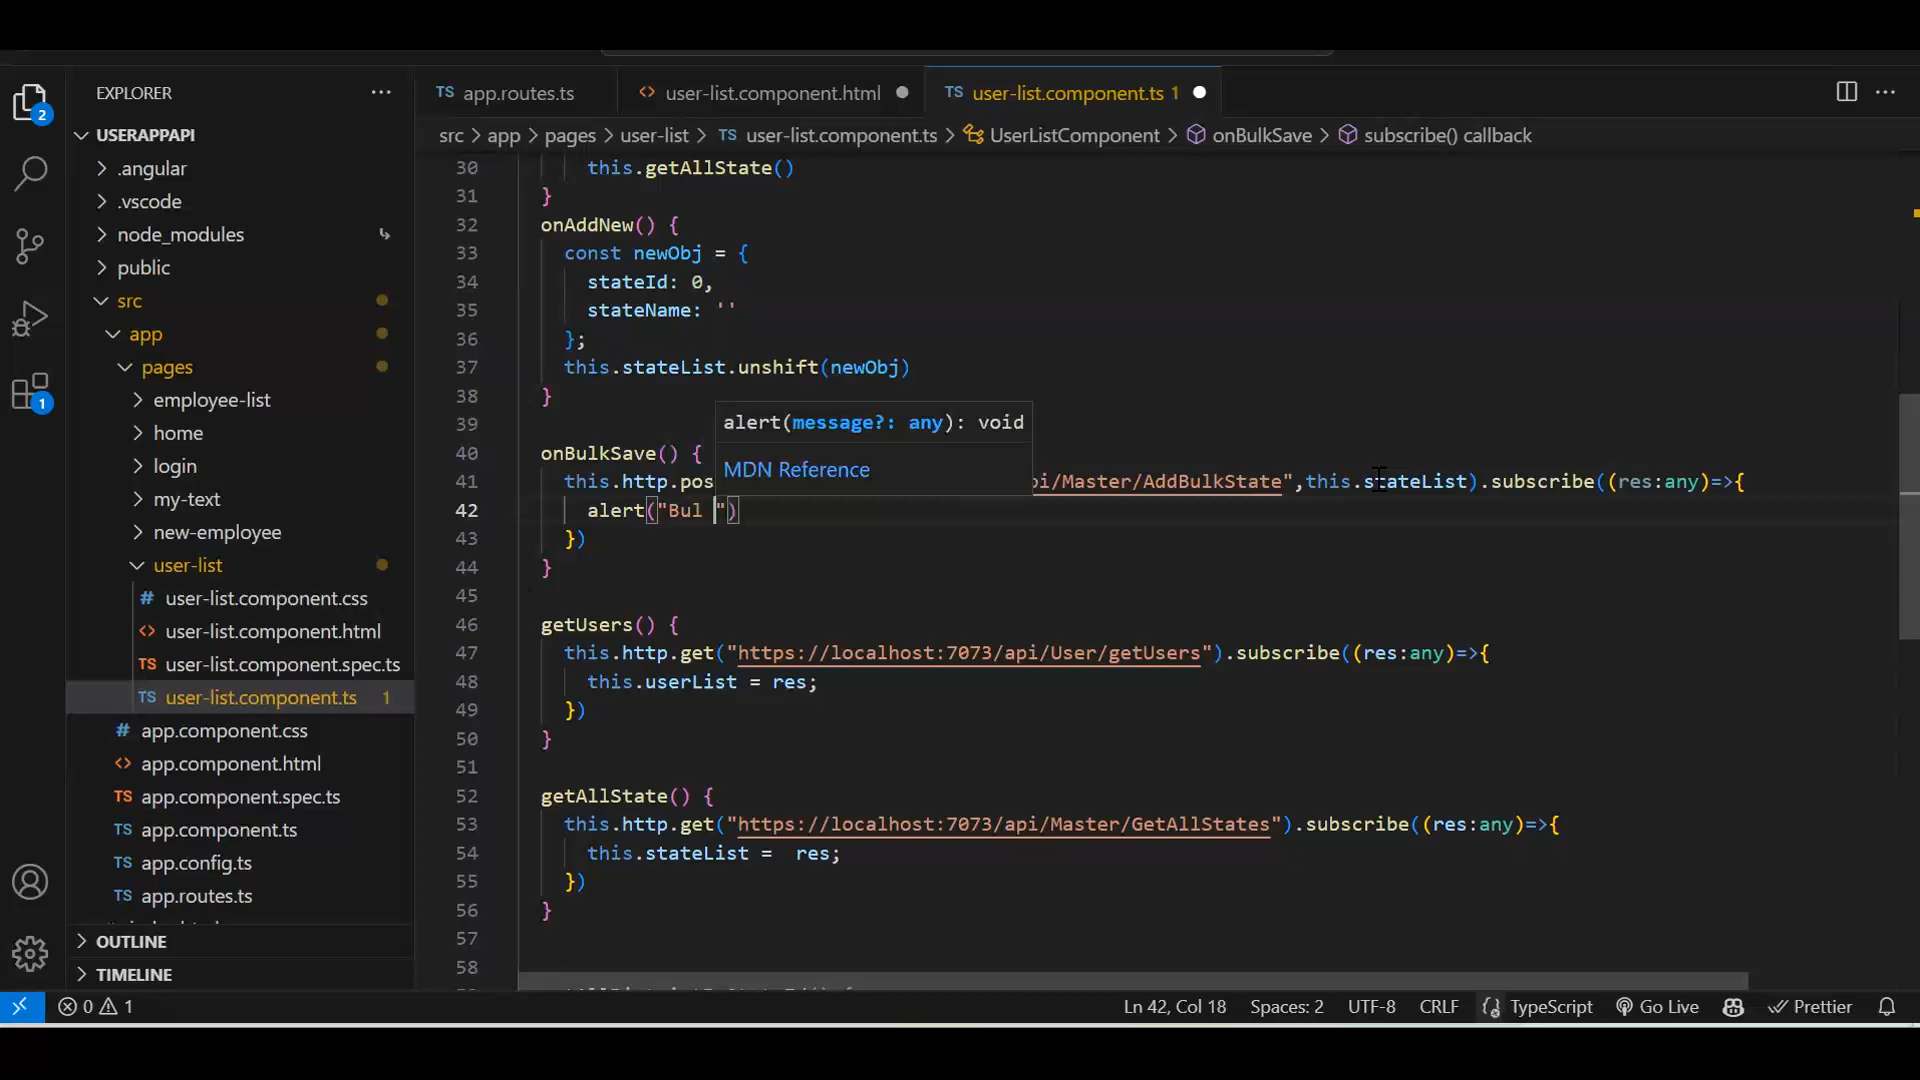 EXPLORER
USERAPPAPI
.angular
.vscode
node_modules
public
src
app
pages
employee-list
home
login
my-text
new-employee
user-list
user-list.component.css
user-list.component.html
user-list.component.spec.ts
user-list.component.ts 1
app.component.css
app.component.html
app.component.spec.ts
app.component.ts
app.config.ts
app.routes.ts
OUTLINE
TIMELINE
2
1
app.routes.ts
user-list.component.html
user-list.component.ts 1
src > app > pages > user-list > TS user-list.component.ts > UserListComponent > onBulkSave > subscribe() callback
30 this.getAllState()
31 }
32 onAddNew() {
33 const newObj = {
34 stateId: 0,
35 stateName: ''
36 };
37 this.stateList.unshift(newObj)
38 }
39
alert(message?: any): void
MDN Reference
40 onBulkSave() {
41 this.http.pos pi/Master/AddBulkState",this.stateList).subscribe((res:any)=>{
42 alert("Bul ")
43 })
44 }
45
46 getUsers() {
47 this.http.get("https://localhost:7073/api/User/getUsers").subscribe((res:any)=>{
48 this.userList = res;
49 })
50 }
51
52 getAllState() {
53 this.http.get("https://localhost:7073/api/Master/GetAllStates").subscribe((res:any)=>{
54 this.stateList =  res;
55 })
56 }
57
58
0 1
Ln 42, Col 18 Spaces: 2 UTF-8 CRLF TypeScript Go Live Prettier